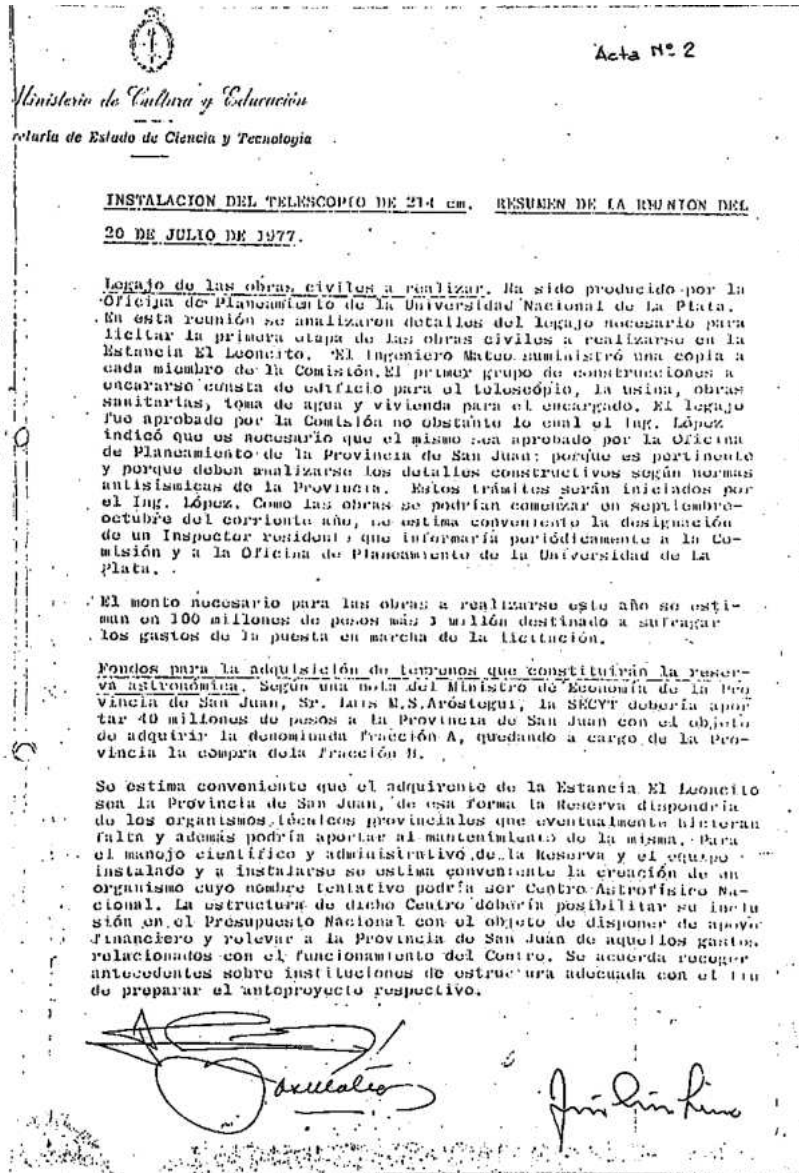 Acta Nº 2
Ministerio de Cultura y Educación
retaría de Estado de Ciencia y Tecnología
INSTALACION DEL TELESCOPIO DE 214 cm. RESUMEN DE LA REUNION DEL
20 DE JULIO DE 1977.
Legajo de las obras civiles a realizar. Ha sido producido por la
Oficina de Planeamiento de la Universidad Nacional de La Plata.
En esta reunión se analizaron detalles del legajo necesario para
licitar la primera etapa de las obras civiles a realizarse en la
Estancia El Leoncito. El Ingeniero Mateo suministró una copia a
cada miembro de la Comisión. El primer grupo de construcciones a
encararse consta de edificio para el telescópio, la usina, obras
sanitarias, toma de agua y vivienda para el encargado. El legajo
fue aprobado por la Comisión no obstante lo cual el Ing. López
indicó que es necesario que el mismo sea aprobado por la Oficina
de Planeamiento de la Provincia de San Juan; porque es pertinente
y porque deben analizarse los detalles constructivos según normas
antisísmicas de la Provincia. Estos trámites serán iniciados por
el Ing. López. Como las obras se podrían comenzar en septiembre-
octubre del corriente año, se estima conveniente la designación
de un Inspector residente que informaría periódicamente a la Co-
misión y a la Oficina de Planeamiento de la Universidad de La
Plata.
El monto necesario para las obras a realizarse este año se esti-
man en 100 millones de pesos más 1 millón destinado a sufragar
los gastos de la puesta en marcha de la licitución.
Fondos para la adquisición de terrenos que constituirán la reser-
va astronómica. Según una nota del Ministro de Economía de la Pro
vincia de San Juan, Sr. Luis M.S.Aróstegui, la SECYT debería apor
tar 40 millones de pesos a la Provincia de San Juan con el objeto
de adquirir la denominada fracción A, quedando a cargo de la Pro-
vincia la compra dela fracción B.
Se estima conveniente que el adquirente de la Estancia El Leoncito
sea la Provincia de San Juan, de esa forma la Reserva dispondría
de los organismos técnicos provinciales que eventualmente hicieran
falta y además podría aportar al mantenimiento de la misma. Para
el manejo científico y administrativo de la Reserva y el equipo
instalado y a instalarse se estima conveniente la creación de un
organismo cuyo nombre tentativo podría ser Centro Astrofísico Na-
cional. La estructura de dicho Centro debería posibilitar su inclu
sión en el Presupuesto Nacional con el objeto de disponer de apoyo
financiero y relevar a la Provincia de San Juan de aquellos gastos
relacionados con el funcionamiento del Centro. Se acuerda recoger
antecedentes sobre instituciones de estructura adecuada con el fin
de preparar el anteproyecto respectivo.